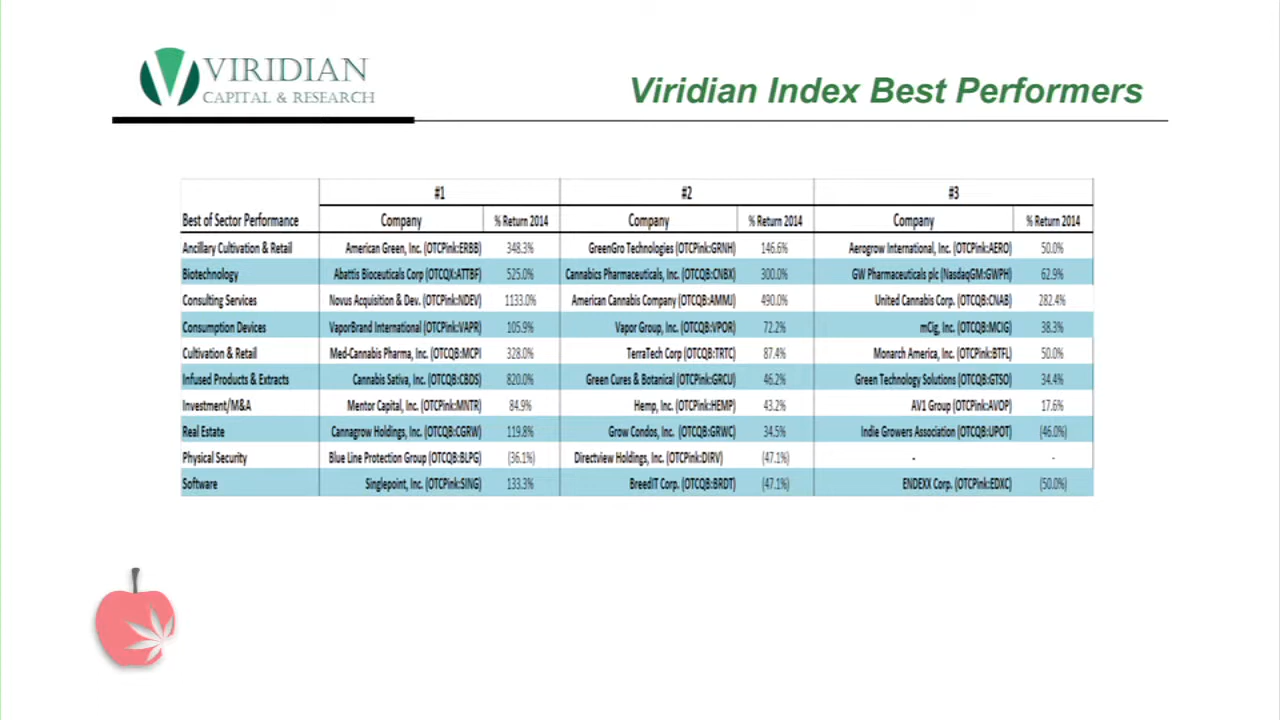 VIRIDIAN
CAPITAL & RESEARCH
Viridian Index Best Performers
#1 #2 #3
Best of Sector Performance Company % Return 2014 Company % Return 2014 Company % Return 2014
Ancillary Cultivation & Retail American Green, Inc. (OTCPink:ERBB) 348.3% GreenGro Technologies (OTCPink:GRNH) 146.6% Aerogrow International, Inc. (OTCPink:AERO) 50.0%
Biotechnology Abattis Bioceuticals Corp (OTCQX:ATTBF) 525.0% Cannabics Pharmaceuticals, Inc. (OTCQB:CNBX) 300.0% GW Pharmaceuticals plc (NasdaqGM:GWPH) 62.9%
Consulting Services Novus Acquisition & Dev. (OTCPink:NDEV) 1133.0% American Cannabis Company (OTCQB:AMMJ) 490.0% United Cannabis Corp. (OTCQB:CNAB) 282.4%
Consumption Devices VaporBrand International (OTCPink:VAPR) 105.9% Vapor Group, Inc. (OTCQB:VPOR) 72.2% mCig, Inc. (OTCQB:MCIG) 38.3%
Cultivation & Retail Med-Cannabis Pharma, Inc. (OTCQB:MCPI 328.0% TerraTech Corp (OTCQB:TRTC) 87.4% Monarch America, Inc. (OTCPink:BTFL) 50.0%
Infused Products & Extracts Cannabis Sativa, Inc. (OTCQB:CBDS) 820.0% Green Cures & Botanical (OTCPink:GRCU) 46.2% Green Technology Solutions (OTCQB:GTSO) 34.4%
Investment/M&A Mentor Capital, Inc. (OTCPink:MNTR) 84.9% Hemp, Inc. (OTCPink:HEMP) 43.2% AV1 Group (OTCPink:AVOP) 17.6%
Real Estate Cannagrow Holdings, Inc. (OTCQB:CGRW) 119.8% Grow Condos, Inc. (OTCQB:GRWC) 34.5% Indie Growers Association (OTCQB:UPOT) (46.0%)
Physical Security Blue Line Protection Group (OTCQB:BLPG) (36.1%) Directview Holdings, Inc. (OTCPink:DIRV) (47.1%) - -
Software Singlepoint, Inc. (OTCPink:SING) 133.3% BreedIT Corp. (OTCQB:BRDT) (47.1%) ENDEXX Corp. (OTCPink:EDXC) (50.0%)